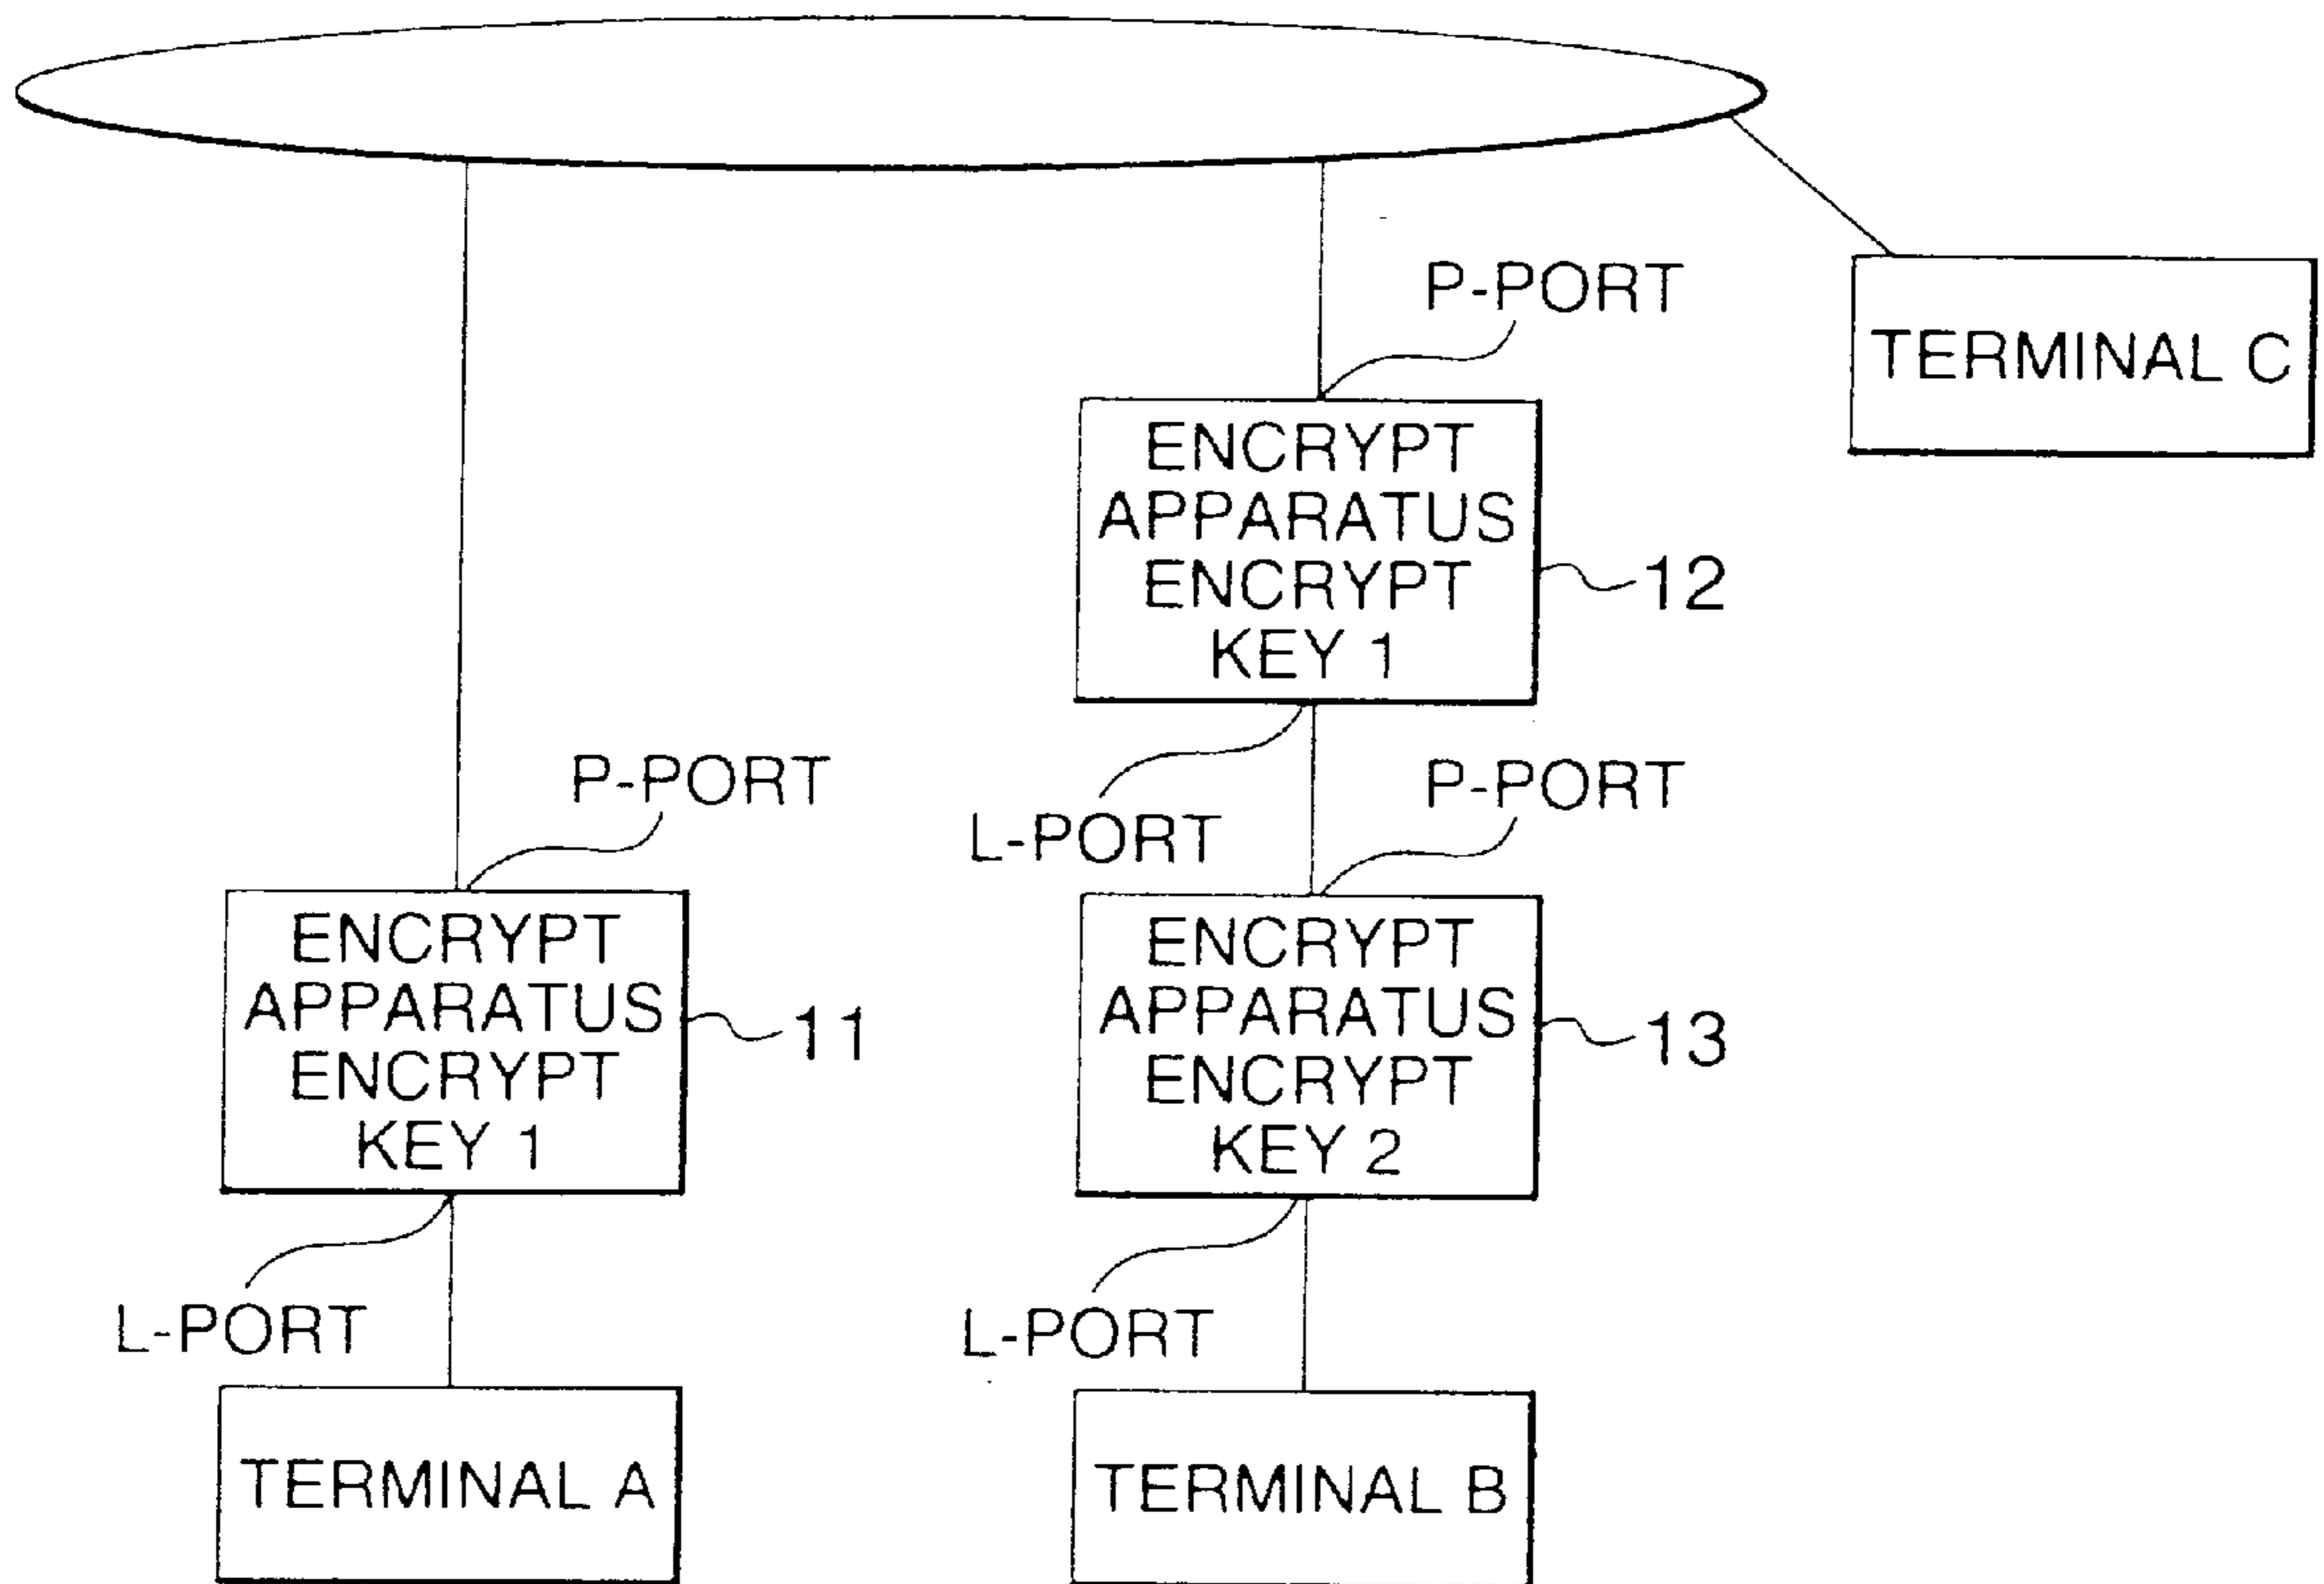 P-PORT
TERMINAL C
ENCRYPT
APPARATUS
ENCRYPT
KEY 1
12
L-PORT
P-PORT
P-PORT
ENCRYPT
APPARATUS
ENCRYPT
KEY 1
11
ENCRYPT
APPARATUS
ENCRYPT
KEY 2
13
L-PORT
L-PORT
TERMINAL A
TERMINAL B